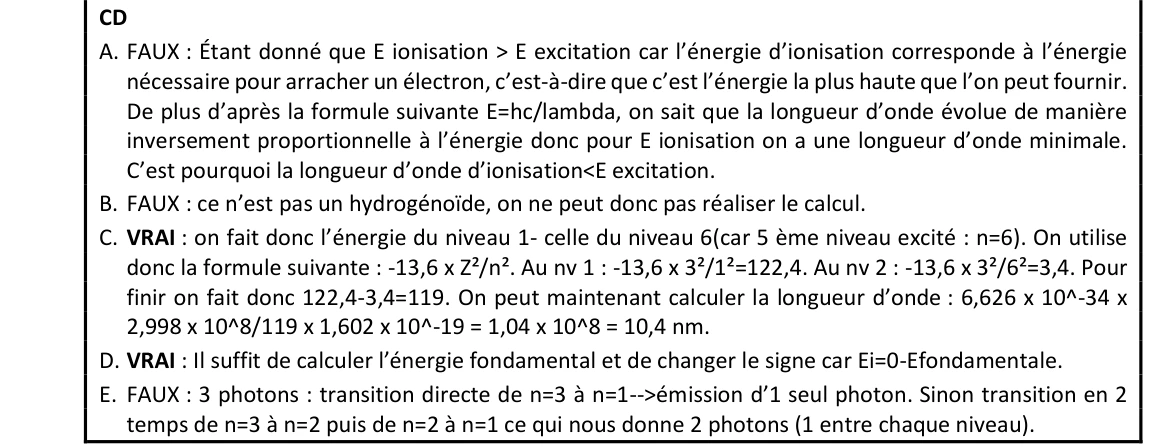 CD
A. FAUX : Étant donné que E ionisation > E excitation car l’énergie d’ionisation corresponde à l’énergie
nécessaire pour arracher un électron, c’est-à-dire que c’est l’énergie la plus haute que l’on peut fournir.
De plus d’après la formule suivante E=hc/lambda, on sait que la longueur d’onde évolue de manière
inversement proportionnelle à l’énergie donc pour E ionisation on a une longueur d’onde minimale.
C’est pourquoi la longueur d’onde d’ionisation<E excitation.
B. FAUX : ce n’est pas un hydrogénoïde, on ne peut donc pas réaliser le calcul.
C. VRAI : on fait donc l’énergie du niveau 1- celle du niveau 6(car 5 ème niveau excité : n=6). On utilise
donc la formule suivante : -13,6 x Z²/n². Au nv 1 : -13,6 x 3²/1²=122,4. Au nv 2 : -13,6 x 3²/6²=3,4. Pour
finir on fait donc 122,4-3,4=119. On peut maintenant calculer la longueur d’onde : 6,626 x 10^-34 x
2,998 x 10^8/119 x 1,602 x 10^-19 = 1,04 x 10^8 = 10,4 nm.
D. VRAI : Il suffit de calculer l’énergie fondamental et de changer le signe car Ei=0-Efondamentale.
E. FAUX : 3 photons : transition directe de n=3 à n=1-->émission d’1 seul photon. Sinon transition en 2
temps de n=3 à n=2 puis de n=2 à n=1 ce qui nous donne 2 photons (1 entre chaque niveau).